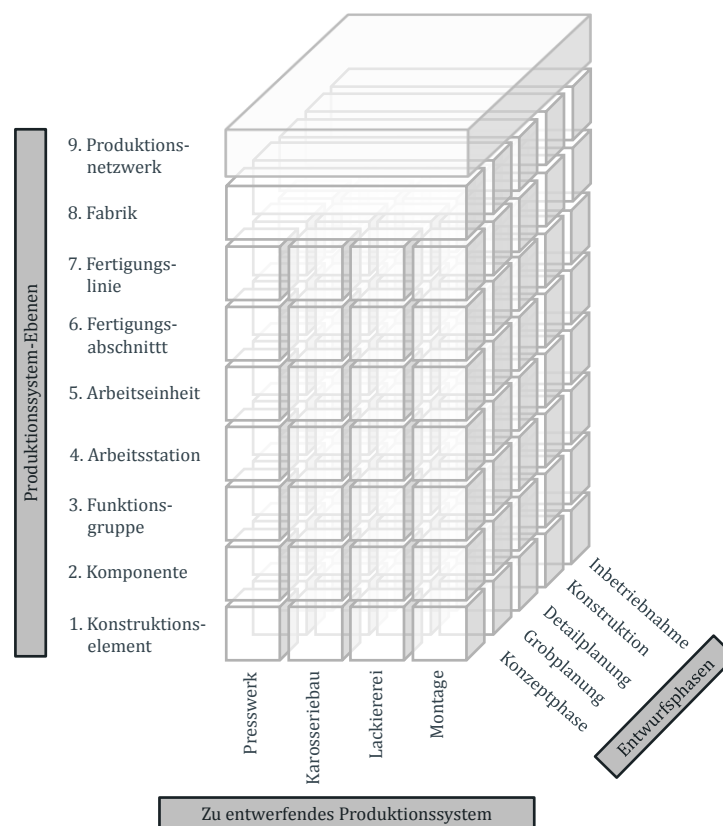 Produktionssystem-Ebenen
9. Produktions-
netzwerk
8. Fabrik
7. Fertigungs-
linie
6. Fertigungs-
abschnittt
5. Arbeitseinheit
4. Arbeitsstation
3. Funktions-
gruppe
2. Komponente
1. Konstruktions-
element
Presswerk
Karosseriebau
Lackiererei
Montage
Inbetriebnahme
Konstruktion
Detailplanung
Grobplanung
Konzeptphase
Entwurfsphasen
Zu entwerfendes Produktionssystem